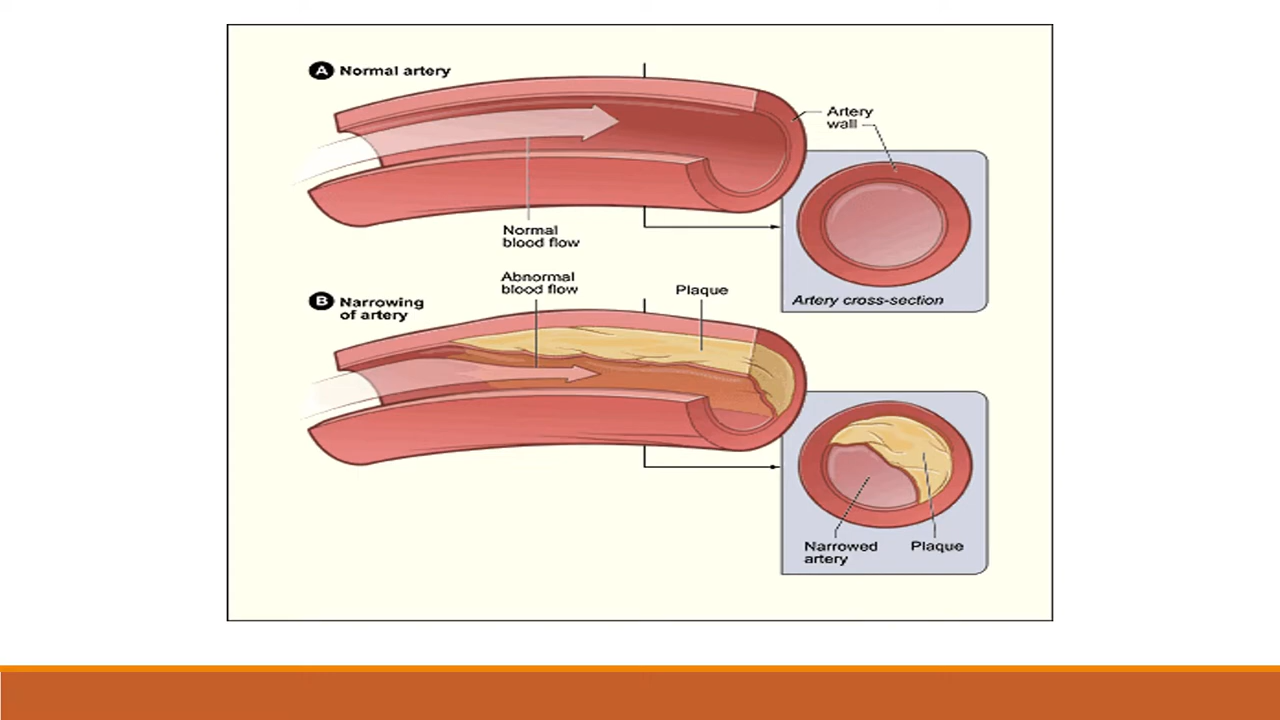 A Normal artery
Artery
wall
Normal
blood flow
Artery cross-section
Abnormal
blood flow
Plaque
B Narrowing
of artery
Narrowed
artery
Plaque